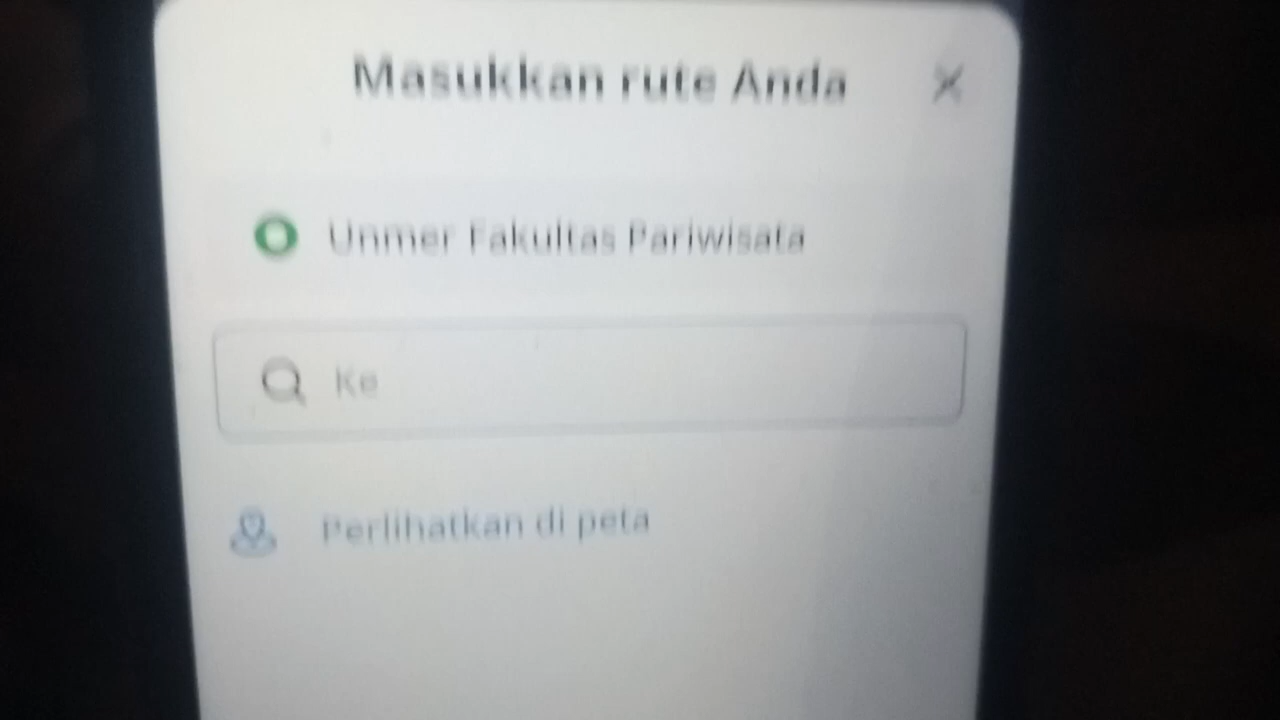 Masukkan rute Anda
Unmer Fakultas Pariwisata
Ke
Perlihatkan di peta